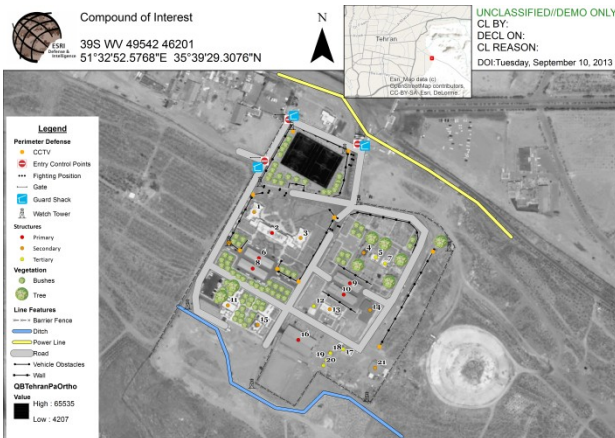 Compound of Interest
39S WV 49542 46201
51°32'52.5768"E 35°39'29.3076"N
ESRI
Defense &
Intelligence
N
Tehran
Esri, Map data (c)
OpenStreetMap contributors,
CC-BY-SA, Esri, DeLorme,
UNCLASSIFIED//DEMO ONLY
CL BY:
DECL ON:
CL REASON:
DOI:Tuesday, September 10, 2013
Legend
Perimeter Defense
CCTV
Entry Control Points
Fighting Position
Gate
Guard Shack
Watch Tower
Structures
Primary
Secondary
Tertiary
Vegetation
Bushes
Tree
Line Features
Barrier Fence
Ditch
Power Line
Road
Vehicle Obstacles
Wall
QBTehranPaOrtho
Value
High : 65535
Low : 4207
1
2
3
4
5
6
7
8
9
10
11
12
13
14
15
16
17
18
19
20
21